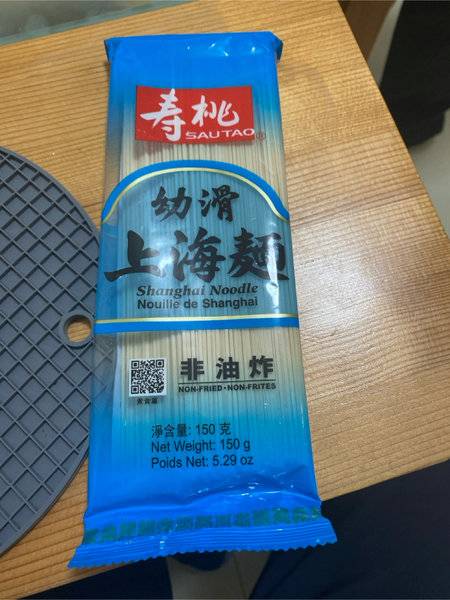 寿桃
SAUTAO®
幼滑
上海麵
Shanghai Noodle
Nouille de Shanghai
非油炸
NON-FRIED • NON-FRITES
淨含量: 150 克
Net Weight: 150 g
Poids Net: 5.29 oz